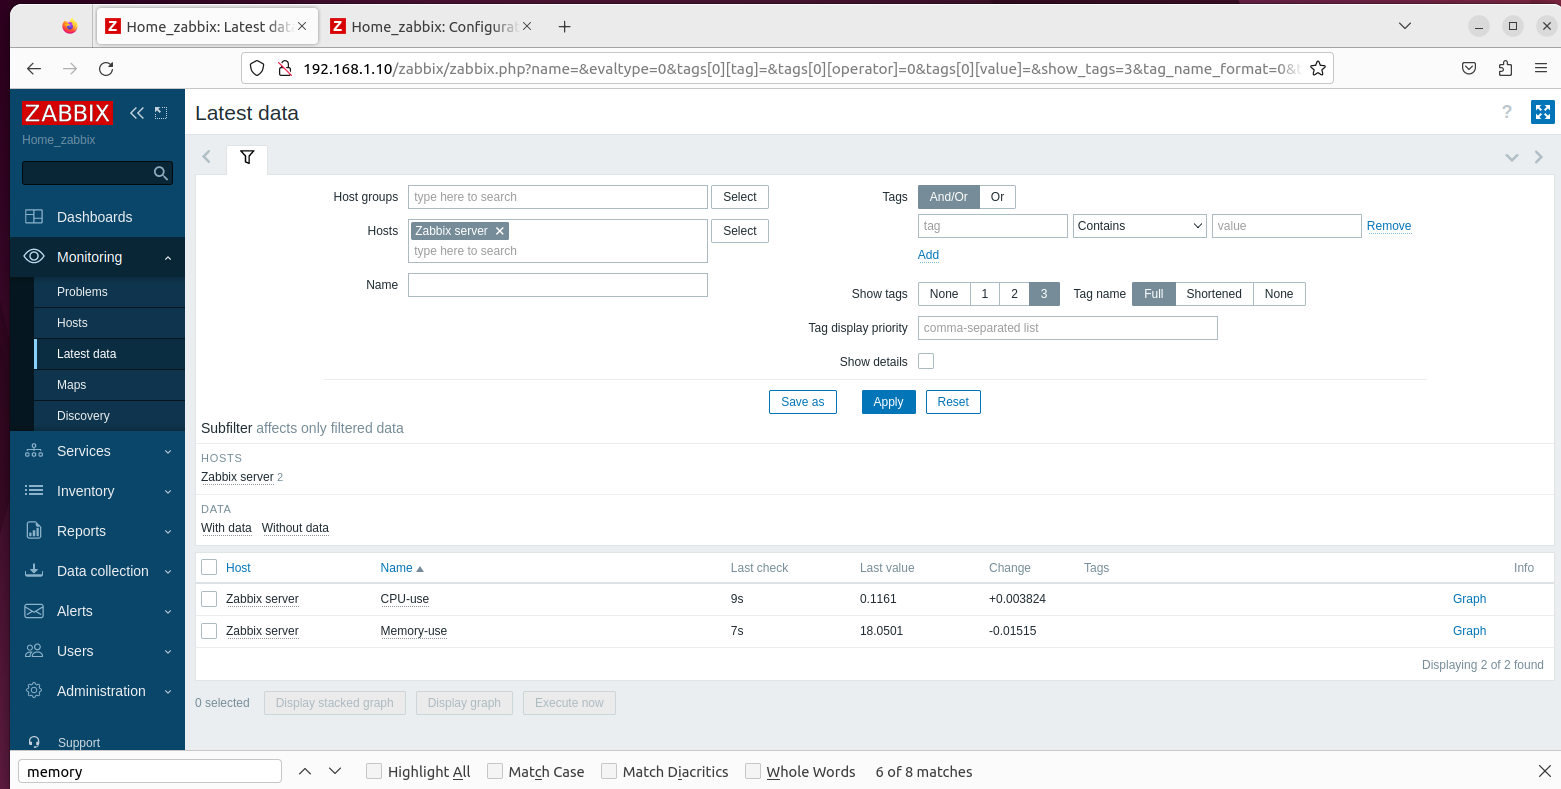 Home_zabbix: Latest dat
Home_zabbix: Configurat
192.168.1.10/zabbix/zabbix.php?name=&evaltype=0&tags[0][tag]=&tags[0][operator]=0&tags[0][value]=&show_tags=3&tag_name_format=0&t
ZABBIX
Home_zabbix
Dashboards
Monitoring
Problems
Hosts
Latest data
Maps
Discovery
Services
Inventory
Reports
Data collection
Alerts
Users
Administration
Support
Latest data
?
Host groups type here to search Select
Hosts Zabbix server Select
type here to search
Name
Tags And/Or Or
tag Contains value Remove
Add
Show tags None 1 2 3 Tag name Full Shortened None
Tag display priority comma-separated list
Show details
Save as Apply Reset
Subfilter affects only filtered data
HOSTS
Zabbix server 2
DATA
With data Without data
Host Name Last check Last value Change Tags Info
Zabbix server CPU-use 9s 0.1161 +0.003824 Graph
Zabbix server Memory-use 7s 18.0501 -0.01515 Graph
Displaying 2 of 2 found
0 selected Display stacked graph Display graph Execute now
memory Highlight All Match Case Match Diacritics Whole Words 6 of 8 matches